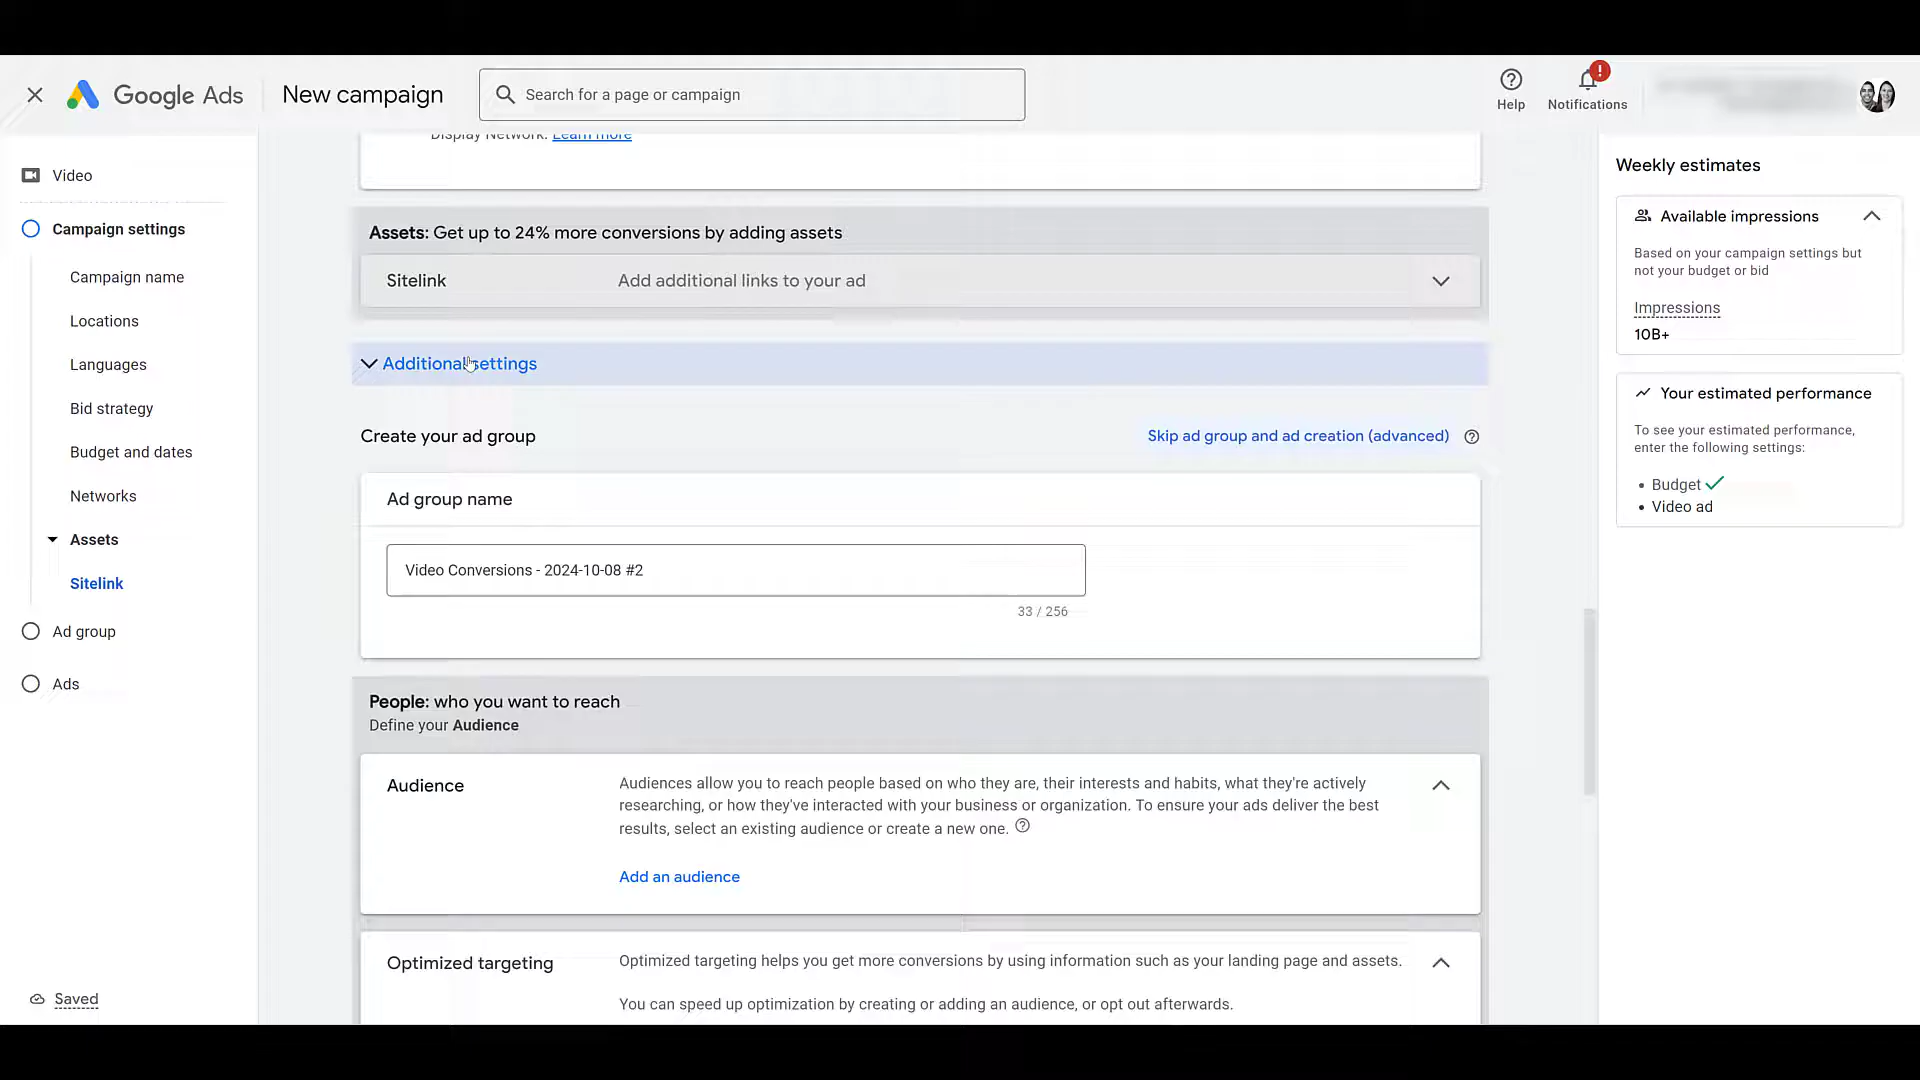 Google Ads
New campaign
Search for a page or campaign
Help
!
Notifications
Video
Campaign settings
Campaign name
Locations
Languages
Bid strategy
Budget and dates
Networks
Assets
Sitelink
Ad group
Ads
Saved
Display Network. Learn more
Assets: Get up to 24% more conversions by adding assets
Sitelink
Add additional links to your ad
Additional settings
Create your ad group
Skip ad group and ad creation (advanced)
Ad group name
Video Conversions - 2024-10-08 #2
33 / 256
People: who you want to reach
Define your Audience
Audience
Audiences allow you to reach people based on who they are, their interests and habits, what they're actively
researching, or how they've interacted with your business or organization. To ensure your ads deliver the best
results, select an existing audience or create a new one.
Add an audience
Optimized targeting
Optimized targeting helps you get more conversions by using information such as your landing page and assets.
You can speed up optimization by creating or adding an audience, or opt out afterwards.
Weekly estimates
Available impressions
Based on your campaign settings but
not your budget or bid
Impressions
10B+
Your estimated performance
To see your estimated performance,
enter the following settings:
• Budget
• Video ad